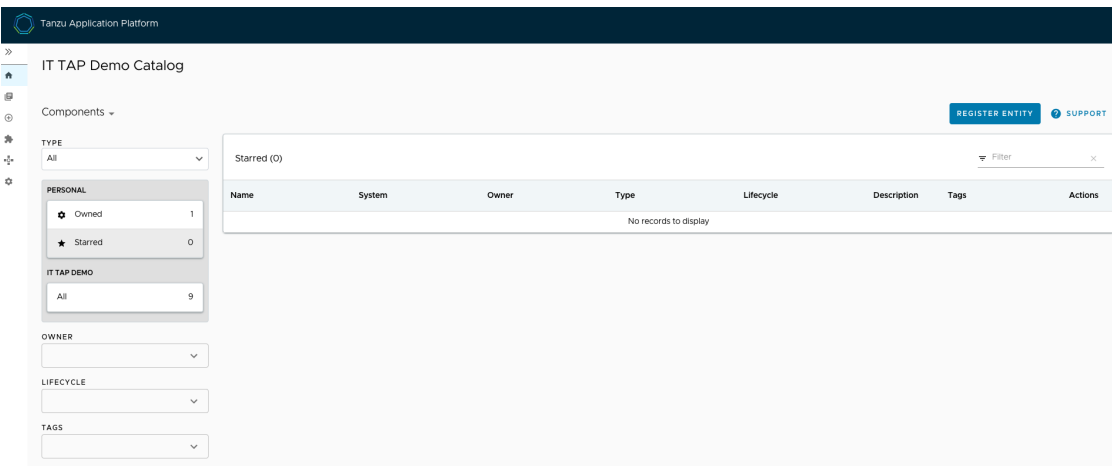 Tanzu Application Platform
IT TAP Demo Catalog
Components
REGISTER ENTITY
SUPPORT
TYPE
All
PERSONAL
Owned 1
Starred 0
IT TAP DEMO
All 9
OWNER
LIFECYCLE
TAGS
Starred (0)
Filter
Name System Owner Type Lifecycle Description Tags Actions
No records to display